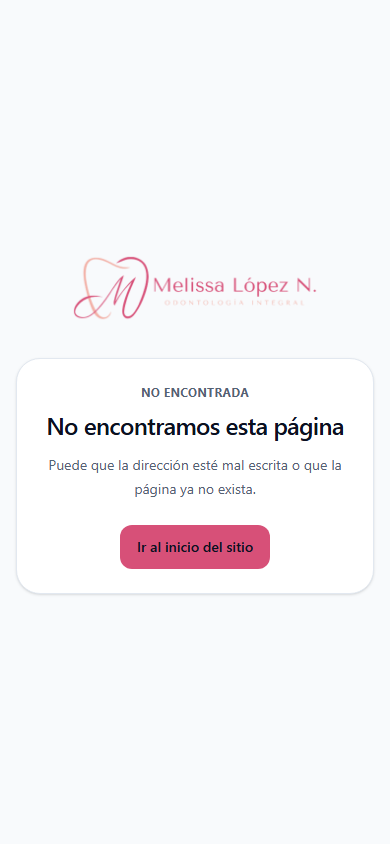 Melissa López N.
ODONTOLOGÍA INTEGRAL
NO ENCONTRADA
No encontramos esta página
Puede que la dirección esté mal escrita o que la
página ya no exista.
Ir al inicio del sitio